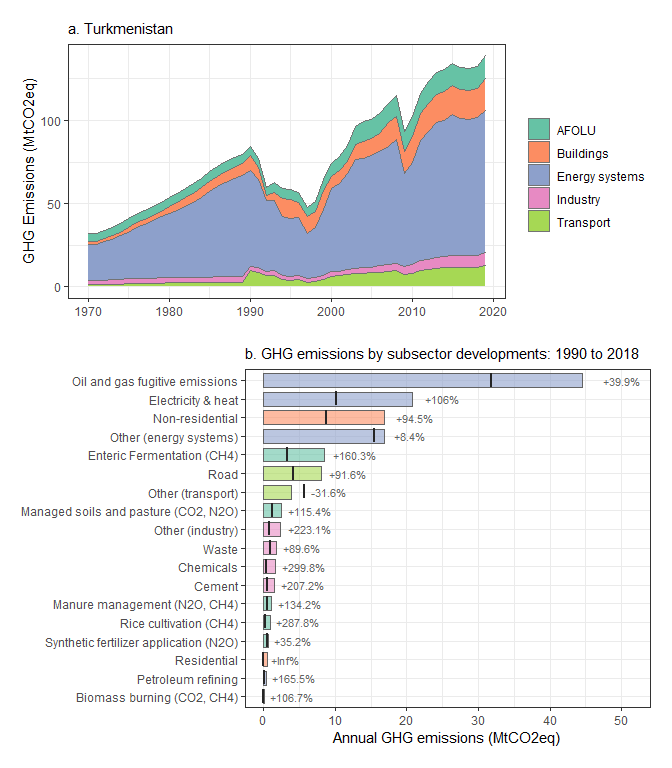 a. Turkmenistan
GHG Emissions (MtCO2eq)
100
50
0
1970
1980
1990
2000
2010
2020
AFOLU
Buildings
Energy systems
Industry
Transport
b. GHG emissions by subsector developments: 1990 to 2018
Oil and gas fugitive emissions +39.9%
Electricity & heat +106%
Non-residential +94.5%
Other (energy systems) +8.4%
Enteric Fermentation (CH4) +160.3%
Road +91.6%
Other (transport) -31.6%
Managed soils and pasture (CO2, N2O) +115.4%
Other (industry) +223.1%
Waste +89.6%
Chemicals +299.8%
Cement +207.2%
Manure management (N2O, CH4) +134.2%
Rice cultivation (CH4) +287.8%
Synthetic fertilizer application (N2O) +35.2%
Residential +Inf%
Petroleum refining +165.5%
Biomass burning (CO2, CH4) +106.7%
0
10
20
30
40
50
Annual GHG emissions (MtCO2eq)